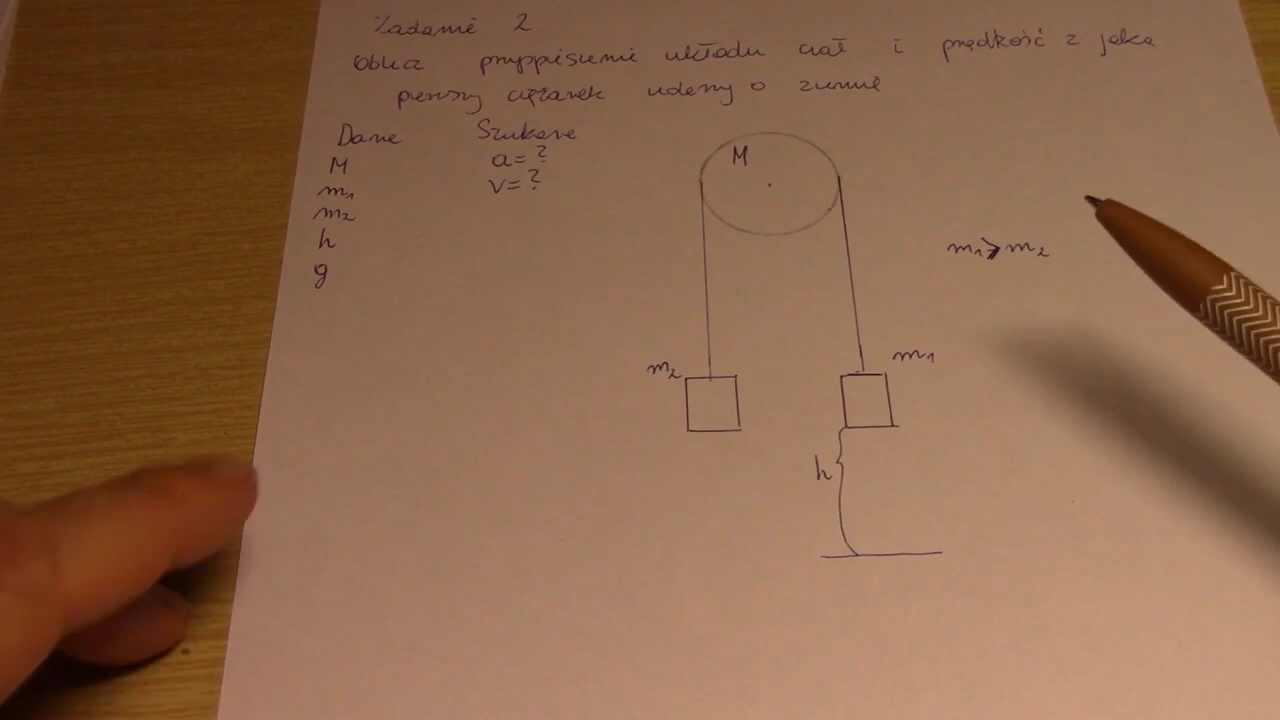 Zadanie 2
Oblicz przyspieszenie układu ciał i prędkość z jaką
pierwszy ciężarek uderzy o ziemię
Dane Szukane
M a=?
m₁ v=?
m₂
h
g
M
m₁>m₂
m₂ m₁
h